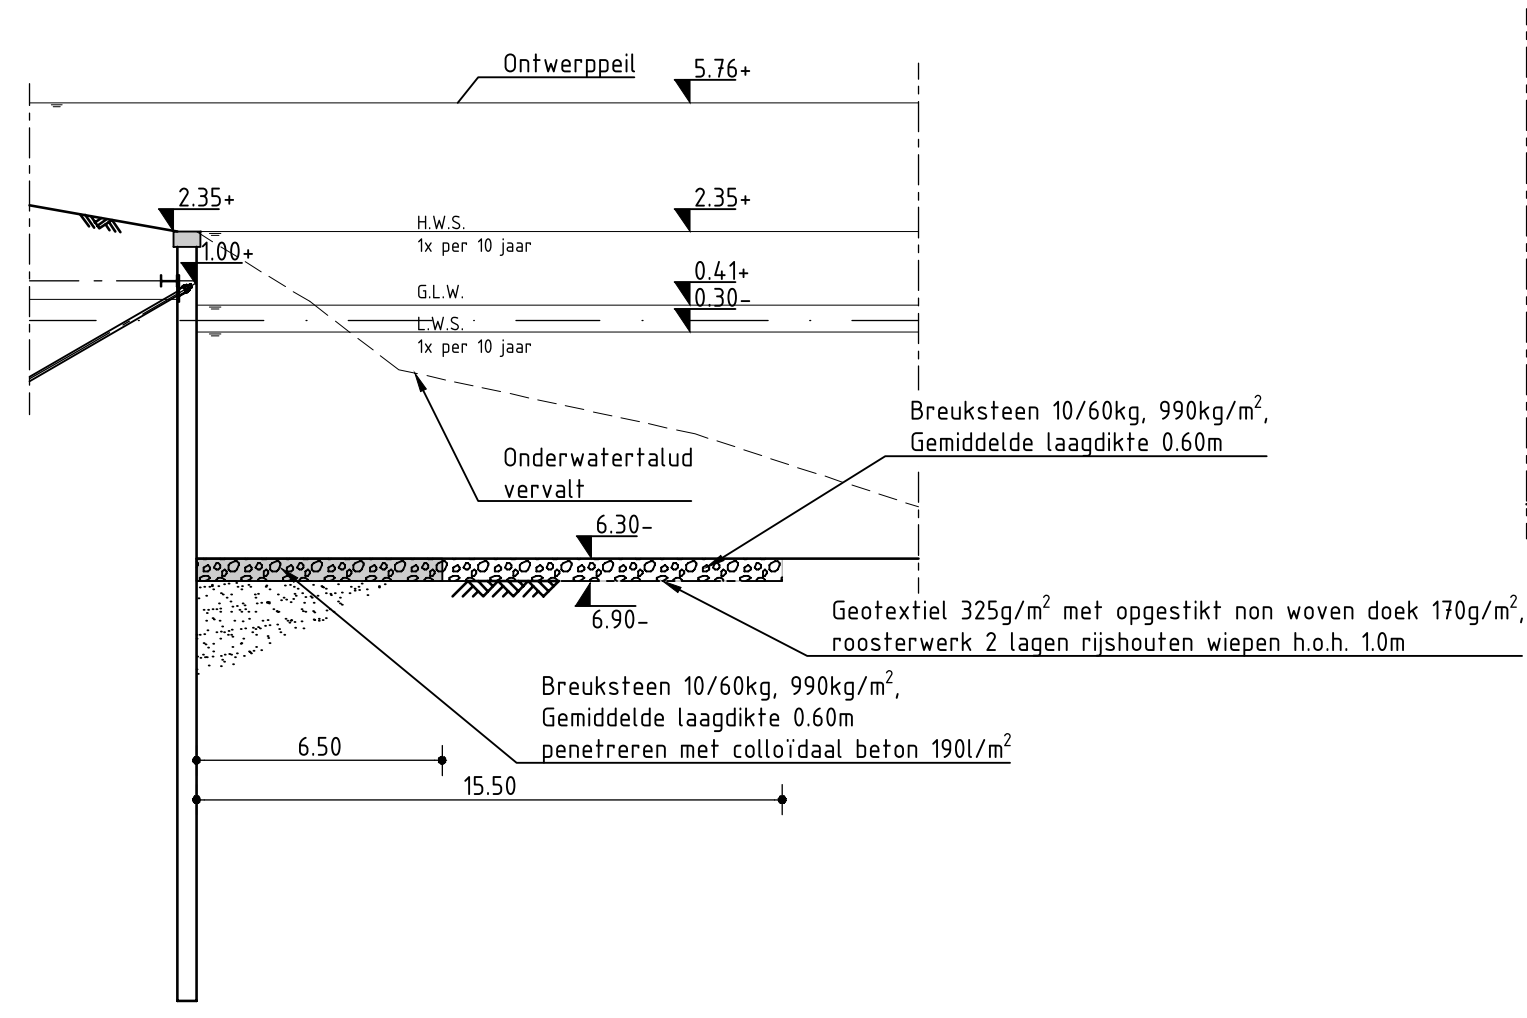 Ontwerppeil
5.76+
2.35+
2.35+
H.W.S.
1x per 10 jaar
1.00+
0.41+
G.L.W.
0.30-
L.W.S.
1x per 10 jaar
Breuksteen 10/60kg, 990kg/m²,
Gemiddelde laagdikte 0.60m
Onderwatertalud
vervalt
6.30-
6.90-
Geotextiel 325g/m² met opgestikt non woven doek 170g/m²,
roosterwerk 2 lagen rijshouten wiepen h.o.h. 1.0m
Breuksteen 10/60kg, 990kg/m²,
Gemiddelde laagdikte 0.60m
penetreren met colloïdaal beton 190l/m²
6.50
15.50